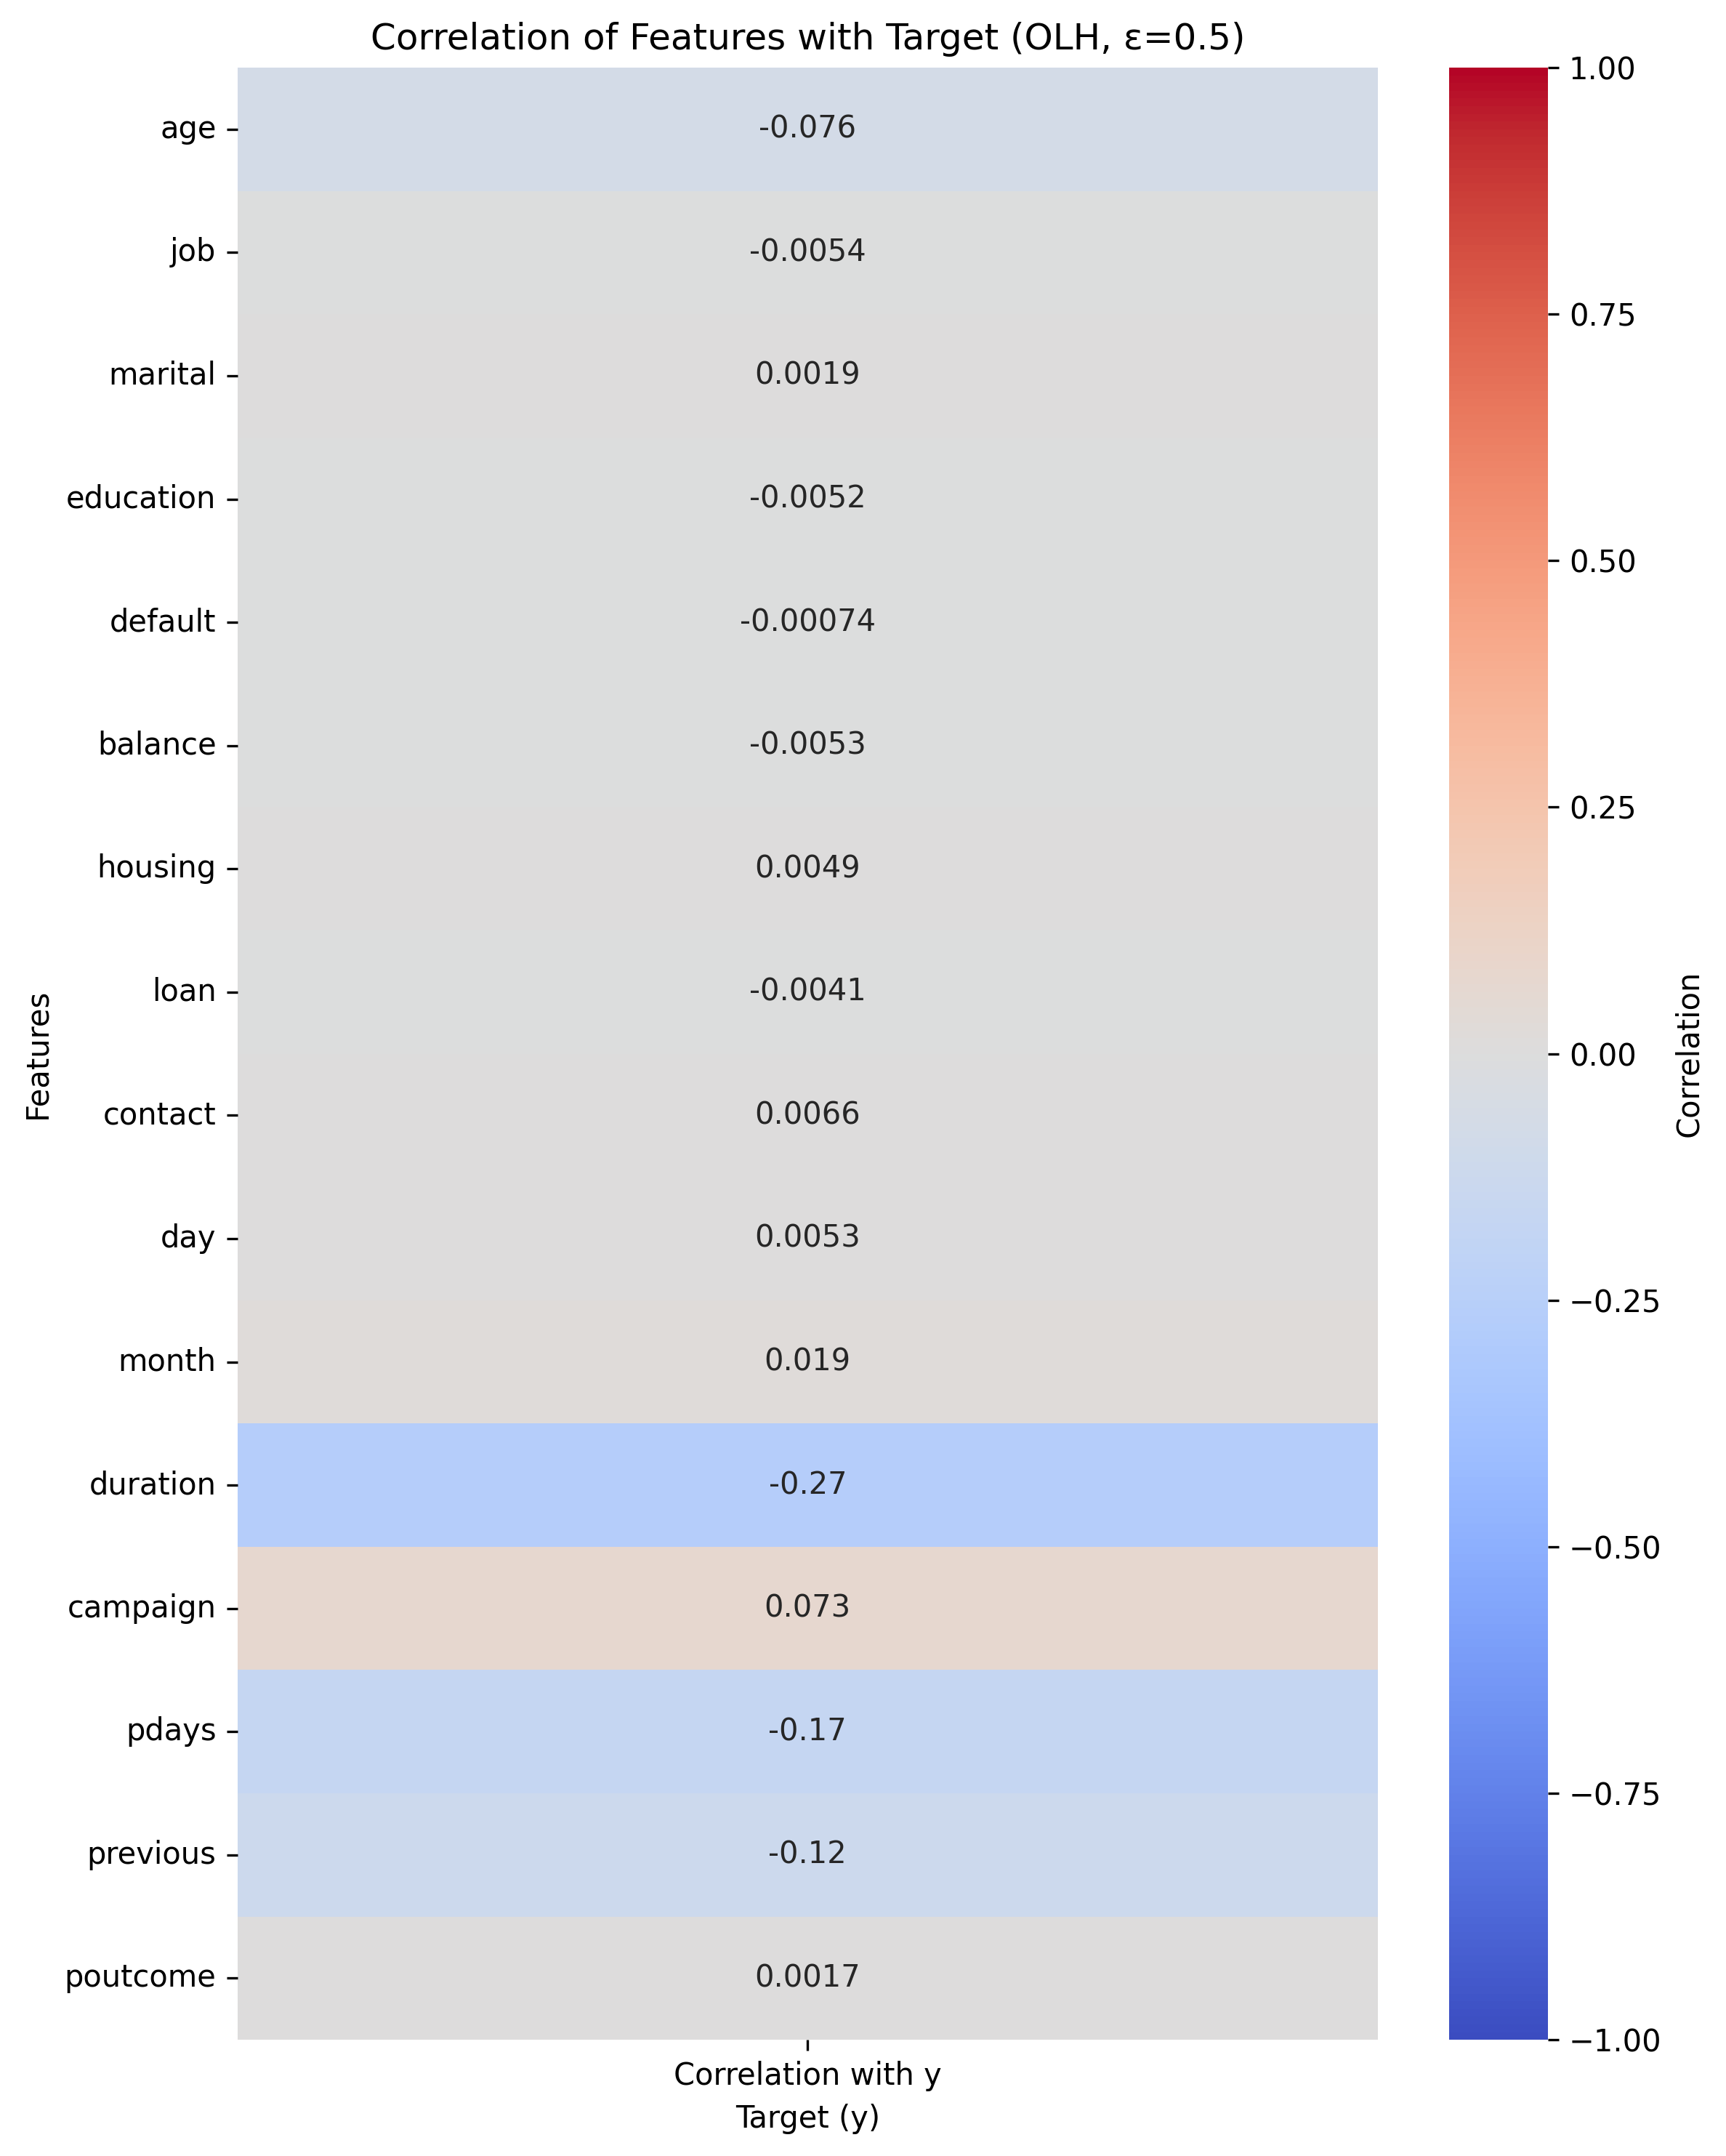 Correlation of Features with Target (OLH, ε=0.5)
Features
age -0.076
job -0.0054
marital 0.0019
education -0.0052
default -0.00074
balance -0.0053
housing 0.0049
loan -0.0041
contact 0.0066
day 0.0053
month 0.019
duration -0.27
campaign 0.073
pdays -0.17
previous -0.12
poutcome 0.0017
Correlation with y
Target (y)
1.00
0.75
0.50
0.25
0.00
−0.25
−0.50
−0.75
−1.00
Correlation